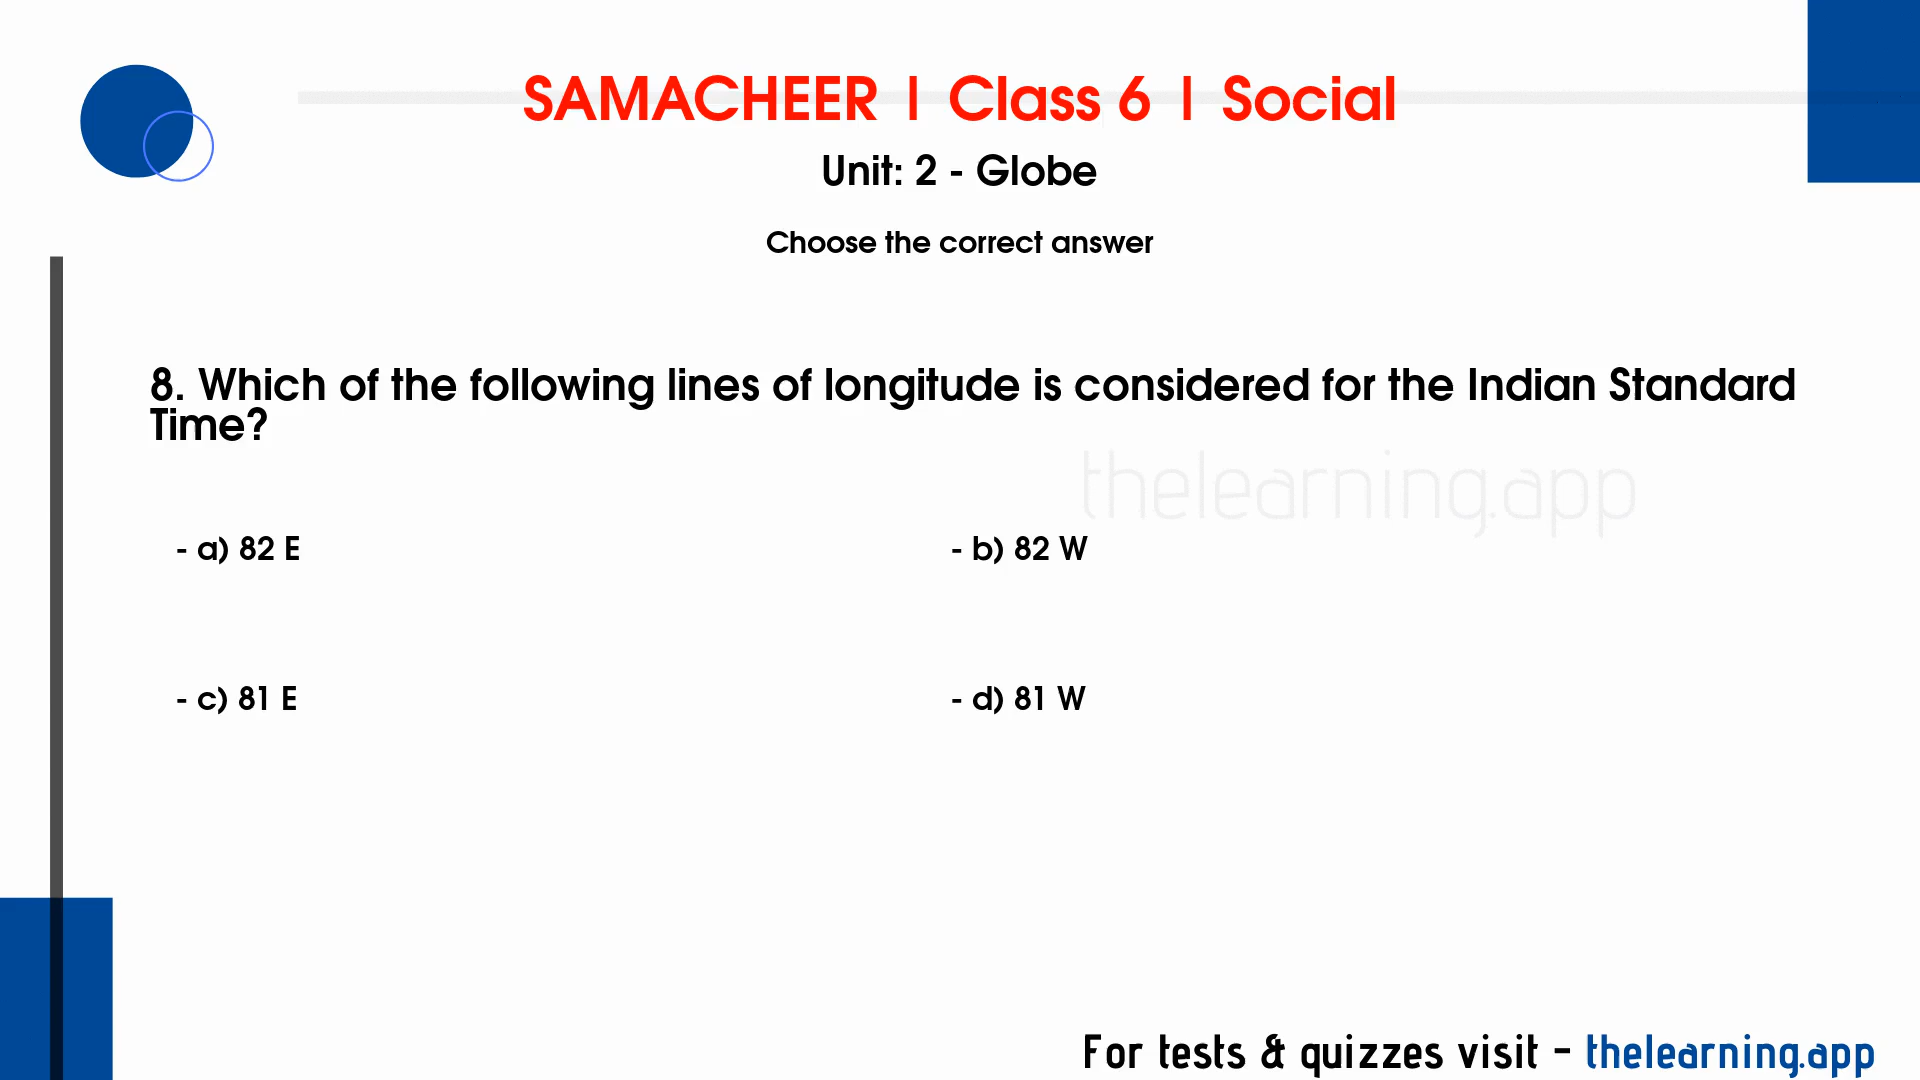 SAMACHEER | Class 6 | Social
Unit: 2 - Globe
Choose the correct answer
8. Which of the following lines of longitude is considered for the Indian Standard
Time?
thelearning.app
- a) 82 E
- b) 82 W
- c) 81 E
- d) 81 W
For tests & quizzes visit - thelearning.app